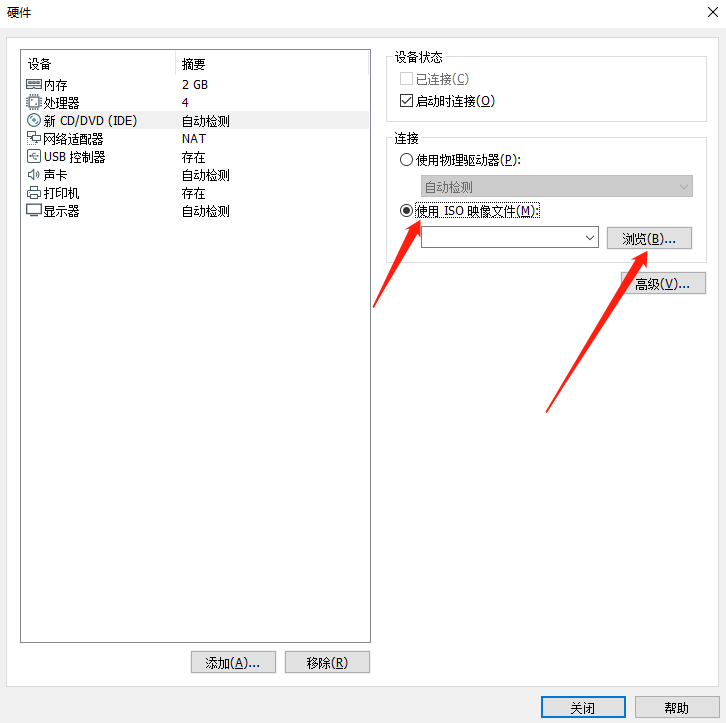 硬件
设备 摘要
内存 2 GB
处理器 4
新 CD/DVD (IDE) 自动检测
网络适配器 NAT
USB 控制器 存在
声卡 自动检测
打印机 存在
显示器 自动检测
添加(A)...
移除(R)
设备状态
已连接(C)
启动时连接(O)
连接
使用物理驱动器(P):
自动检测
使用 ISO 映像文件(M):
浏览(B)...
高级(V)...
关闭
帮助